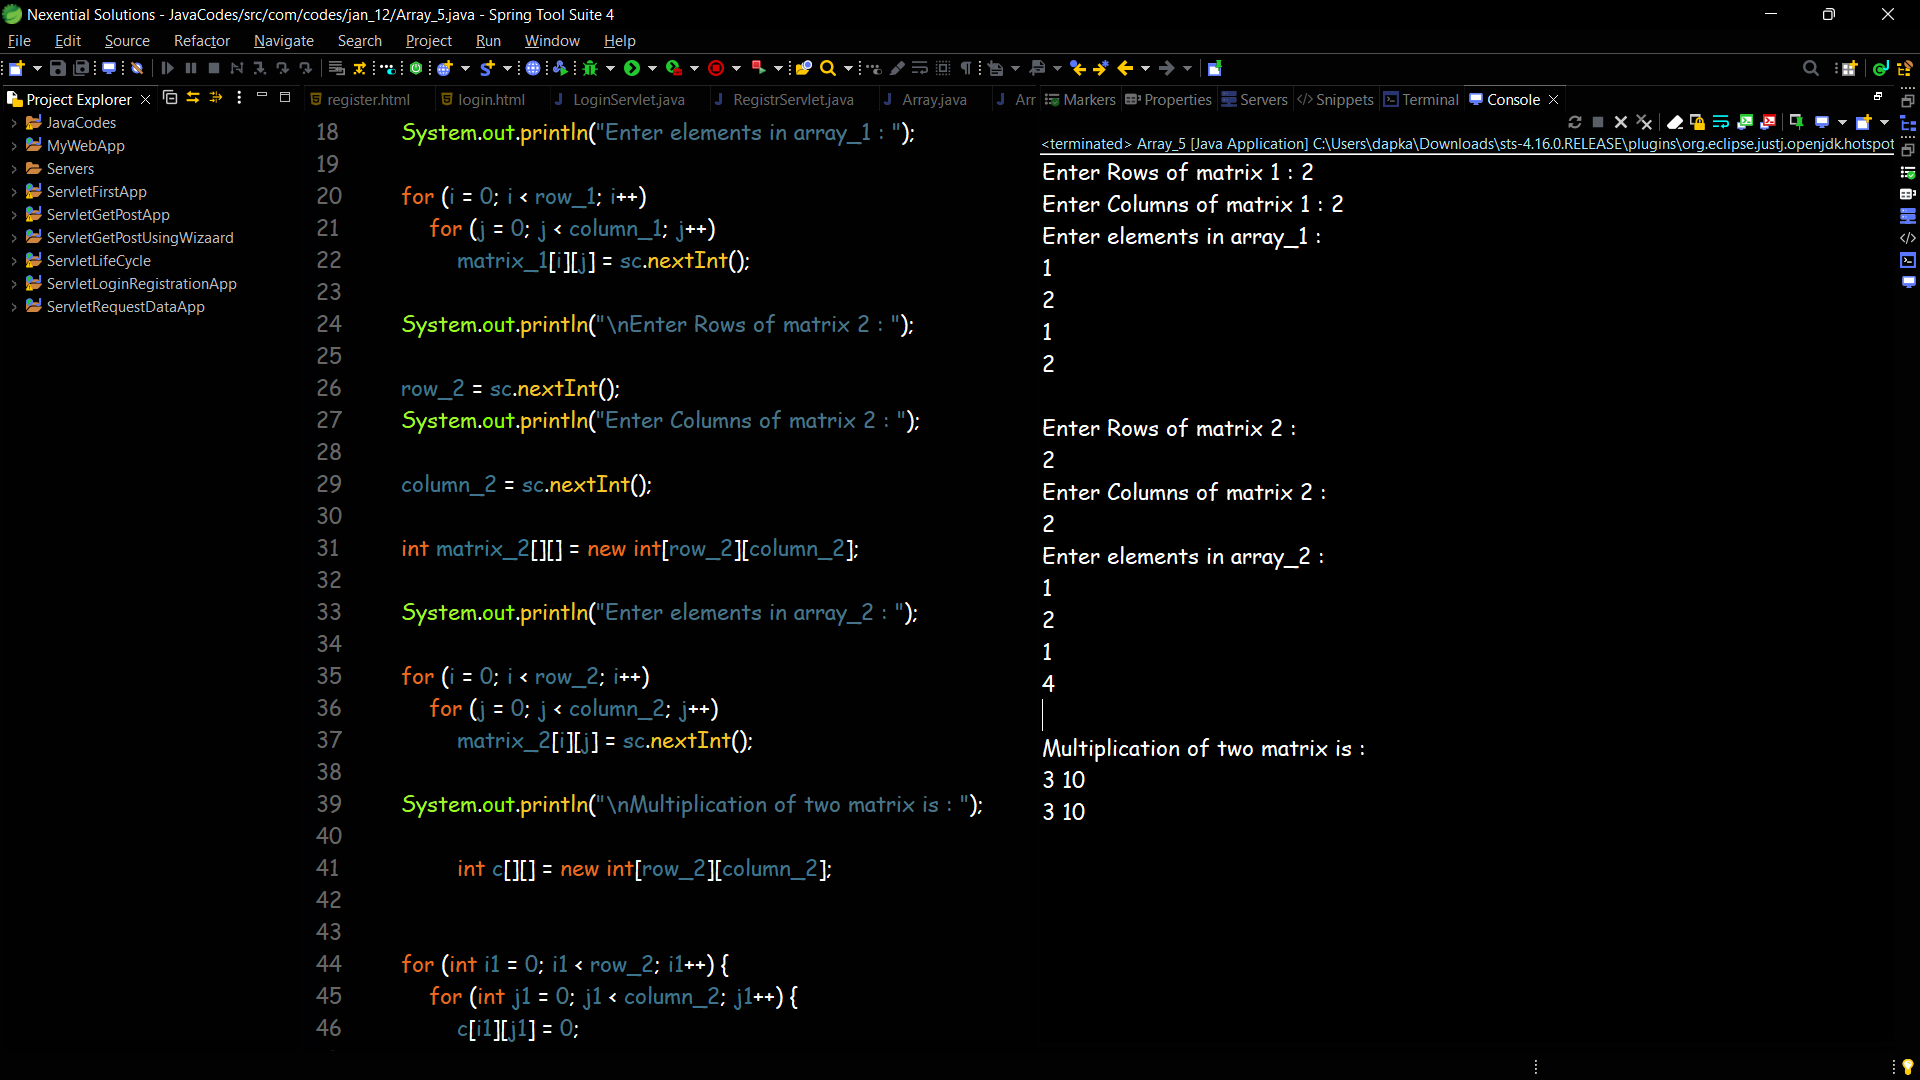 Nexential Solutions - JavaCodes/src/com/codes/jan_12/Array_5.java - Spring Tool Suite 4
File Edit Source Refactor Navigate Search Project Run Window Help
Project Explorer
JavaCodes
MyWebApp
Servers
ServletFirstApp
ServletGetPostApp
ServletGetPostUsingWizaard
ServletLifeCycle
ServletLoginRegistrationApp
ServletRequestDataApp
register.html login.html LoginServlet.java RegistrServlet.java Array.java Arr
18 System.out.println("Enter elements in array_1 : ");
19
20 for (i = 0; i < row_1; i++)
21 for (j = 0; j < column_1; j++)
22 matrix_1[i][j] = sc.nextInt();
23
24 System.out.println("\nEnter Rows of matrix 2 : ");
25
26 row_2 = sc.nextInt();
27 System.out.println("Enter Columns of matrix 2 : ");
28
29 column_2 = sc.nextInt();
30
31 int matrix_2[][] = new int[row_2][column_2];
32
33 System.out.println("Enter elements in array_2 : ");
34
35 for (i = 0; i < row_2; i++)
36 for (j = 0; j < column_2; j++)
37 matrix_2[i][j] = sc.nextInt();
38
39 System.out.println("\nMultiplication of two matrix is : ");
40
41 int c[][] = new int[row_2][column_2];
42
43
44 for (int i1 = 0; i1 < row_2; i1++) {
45 for (int j1 = 0; j1 < column_2; j1++) {
46 c[i1][j1] = 0;
Markers Properties Servers Snippets Terminal Console
<terminated> Array_5 [Java Application] C:\Users\dapka\Downloads\sts-4.16.0.RELEASE\plugins\org.eclipse.justj.openjdk.hotspot
Enter Rows of matrix 1 : 2
Enter Columns of matrix 1 : 2
Enter elements in array_1 :
1
2
1
2
Enter Rows of matrix 2 :
2
Enter Columns of matrix 2 :
2
Enter elements in array_2 :
1
2
1
4
Multiplication of two matrix is :
3 10
3 10